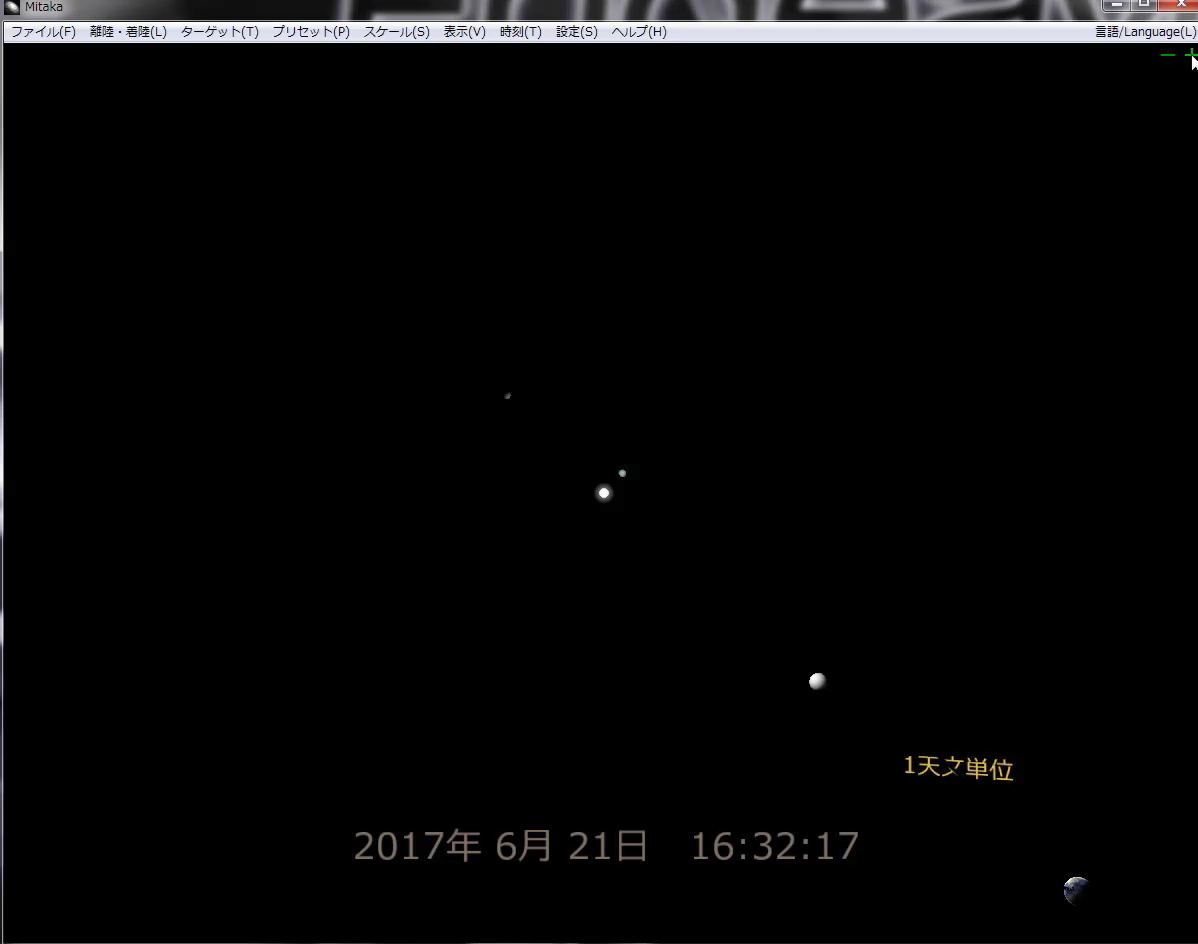 Mitaka
ファイル(F) 離陸・着陸(L) ターゲット(T) プリセット(P) スケール(S) 表示(V) 時刻(T) 設定(S) ヘルプ(H) 言語/Language(L)
1天文単位
2017年 6月 21日 16:32:17